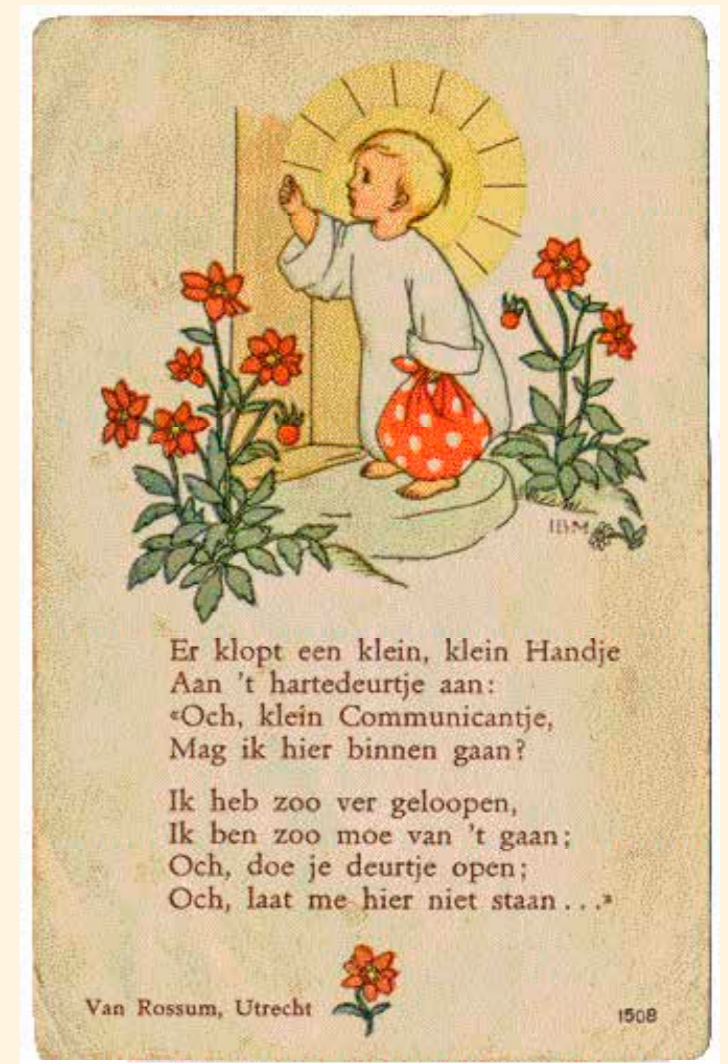 IBM
Er klopt een klein, klein Handje
Aan 't hartedeurtje aan:
«Och, klein Communicantje,
Mag ik hier binnen gaan?
Ik heb zoo ver geloopen,
Ik ben zoo moe van 't gaan;
Och, doe je deurtje open;
Och, laat me hier niet staan...»
Van Rossum, Utrecht
1508